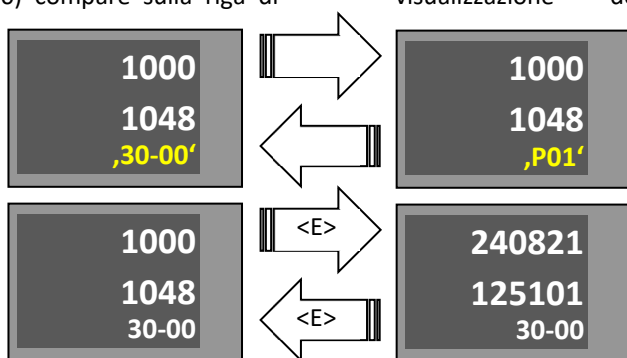 compare sulla riga di
visualizzazione
1000
1048
‚30-00‘
1000
1048
‚P01‘
1000
1048
30-00
<E>
<E>
240821
125101
30-00